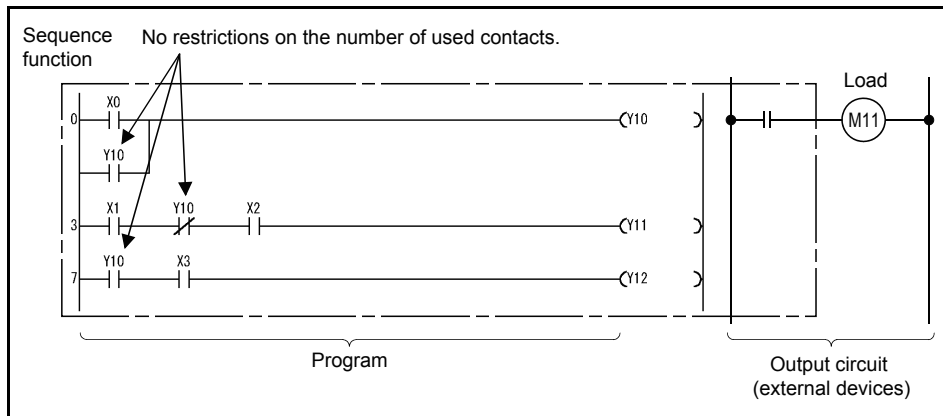 Sequence
function
No restrictions on the number of used contacts.
Load
X0
0
Y10
M11
Y10
X1
Y10
X2
3
Y11
Y10
X3
7
Y12
Program
Output circuit
(external devices)